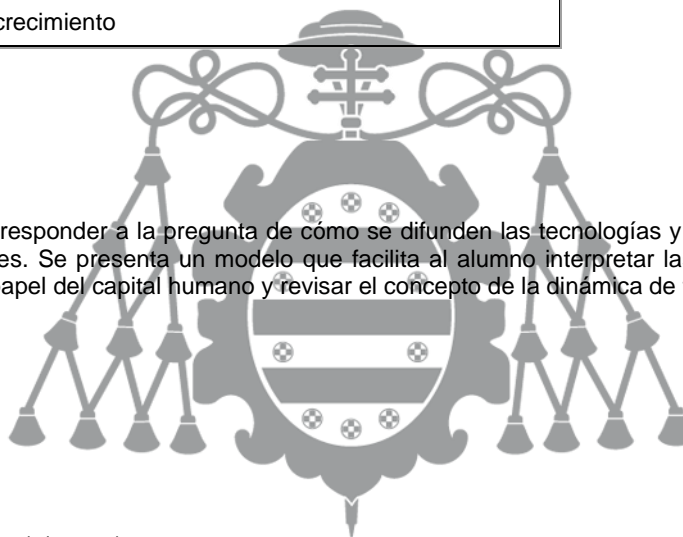 crecimiento
responder a la pregunta de cómo se difunden las tecnologías y
es. Se presenta un modelo que facilita al alumno interpretar la
papel del capital humano y revisar el concepto de la dinámica de